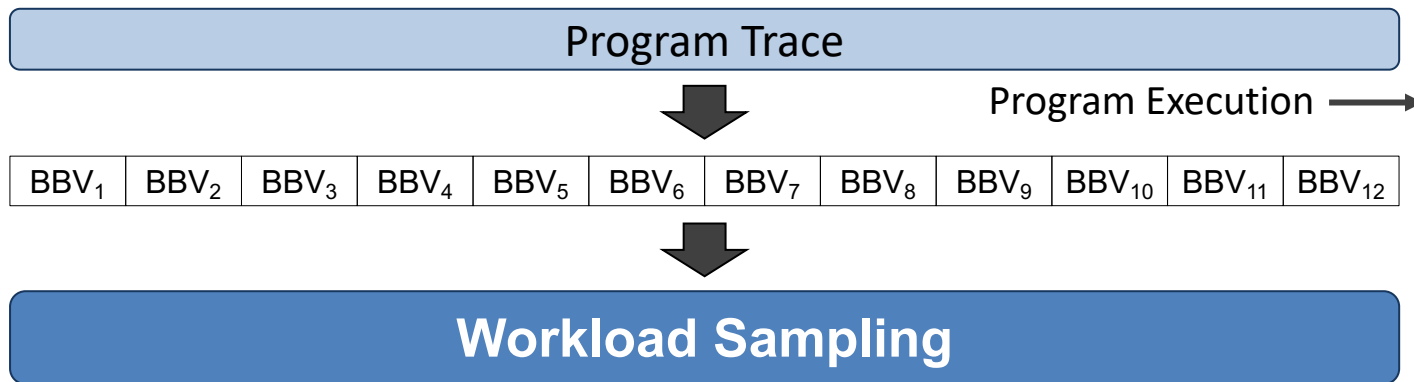 Program Trace
Program Execution
BBV₁ BBV₂ BBV₃ BBV₄ BBV₅ BBV₆ BBV₇ BBV₈ BBV₉ BBV₁₀ BBV₁₁ BBV₁₂
Workload Sampling